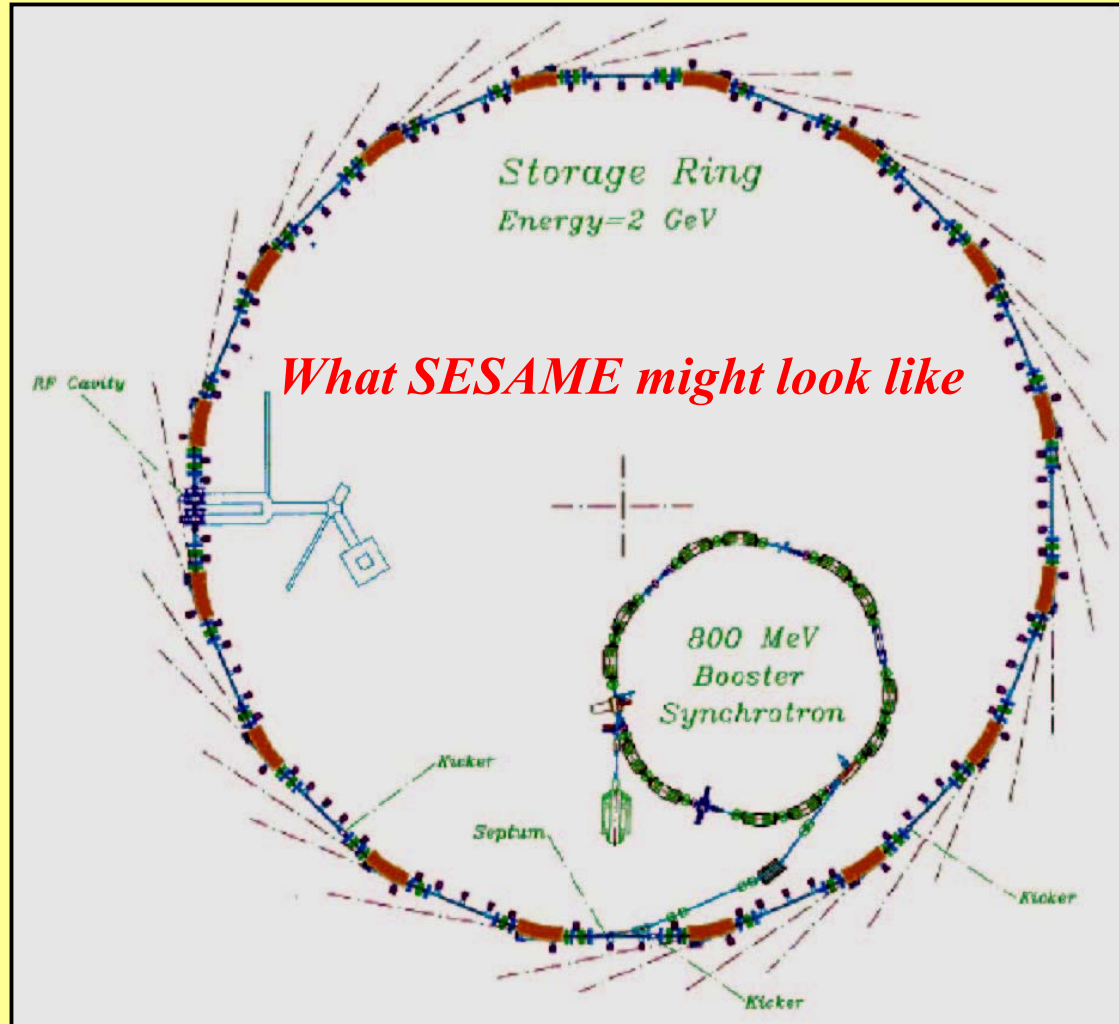 Storage Ring
Energy=2 GeV
What SESAME might look like
RF Cavity
800 MeV
Booster
Synchrotron
Kicker
Septum
Kicker
Kicker